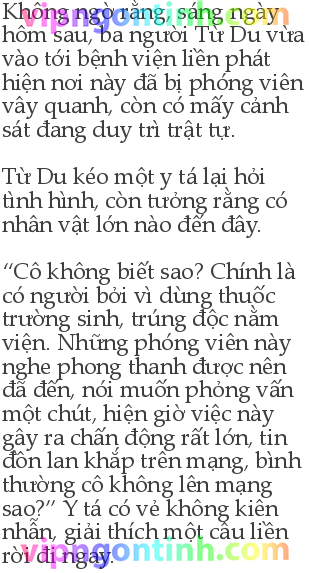 Không ngờ rằng, sáng ngày
vipngontinh.com
hôm sau, ba người Từ Du vừa
vào tới bệnh viện liền phát
hiện nơi này đã bị phóng viên
vây quanh, còn có mấy cảnh
sát đang duy trì trật tự.
Từ Du kéo một y tá lại hỏi
tình hình, còn tưởng rằng có
nhân vật lớn nào đến đây.
“Cô không biết sao? Chính là
có người bởi vì dùng thuốc
trường sinh, trúng độc nằm
viện. Những phóng viên này
nghe phong thanh được nên
đã đến, nói muốn phỏng vấn
một chút, hiện giờ việc này
gây ra chấn động rất lớn, tin
đồn lan khắp trên mạng, bình
thường cô không lên mạng
sao?” Y tá có vẻ không kiên
nhẫn, giải thích một câu liền
rời đi ngay.
vipngontinh.com